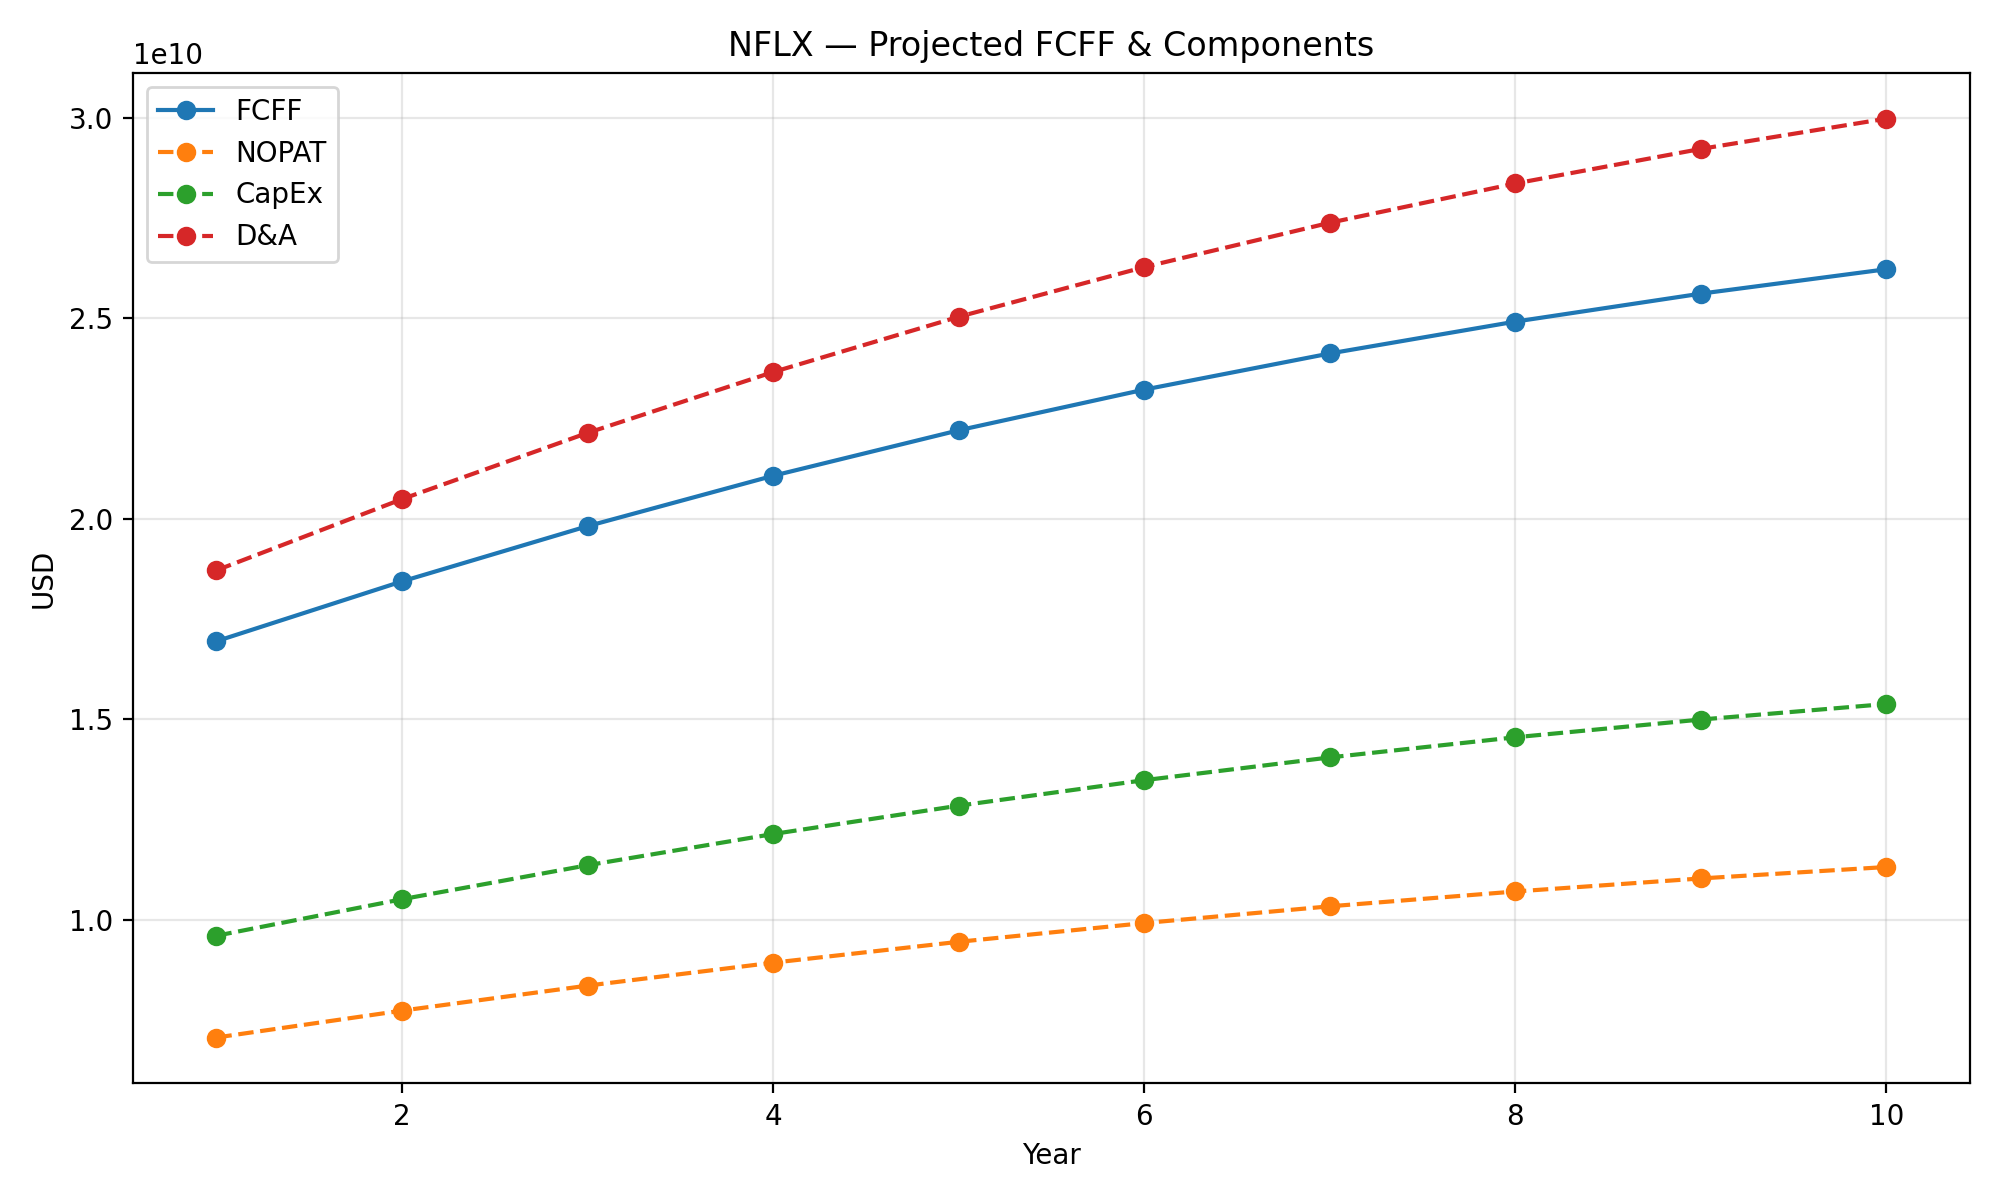 NFLX — Projected FCFF & Components
1e10
FCFF
NOPAT
CapEx
D&A
3.0
2.5
2.0
1.5
1.0
USD
2 4 6 8 10
Year